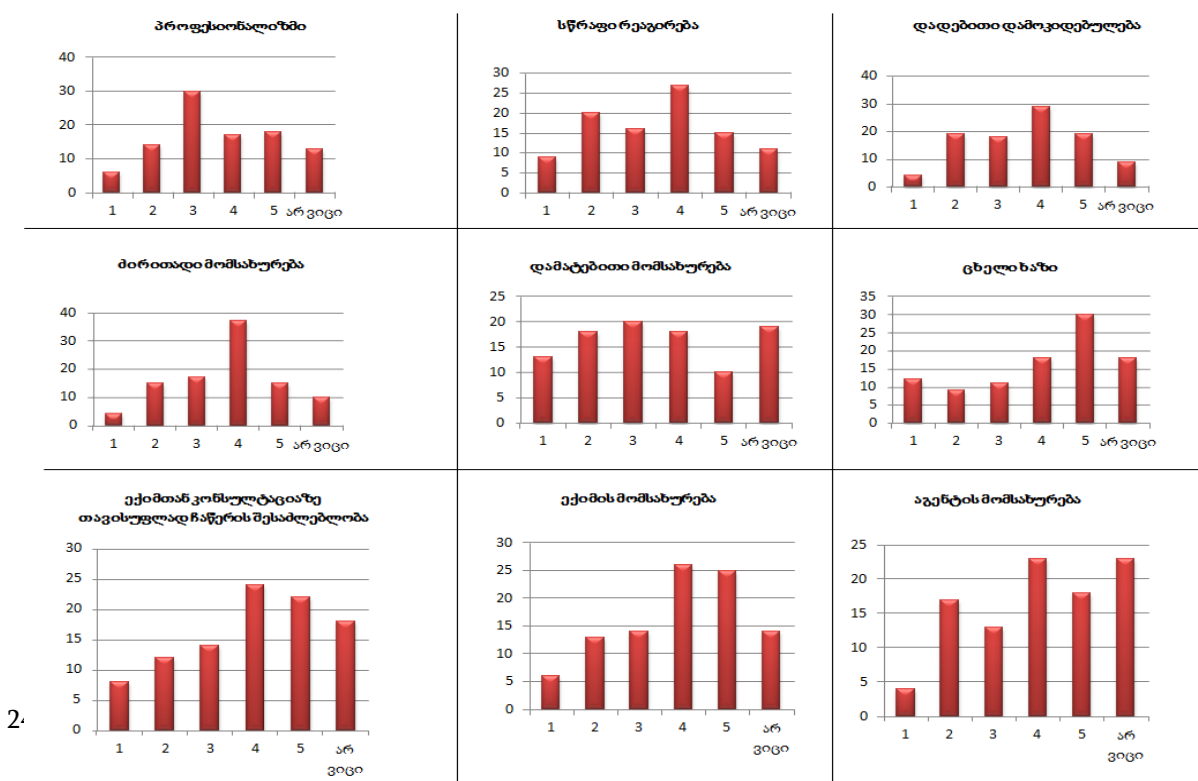 პროფესიონალიზმი
40
30
20
10
0
1 2 3 4 5 არ ვიცი
სწრაფი რეაგირება
30
25
20
15
10
5
0
1 2 3 4 5 არ ვიცი
დადებითი დამოკიდებულება
40
30
20
10
0
1 2 3 4 5 არ ვიცი
ძირითადი მომსახურება
40
30
20
10
0
1 2 3 4 5 არ ვიცი
დამატებითი მომსახურება
25
20
15
10
5
0
1 2 3 4 5 არ ვიცი
ცხელი ხაზი
35
30
25
20
15
10
5
0
1 2 3 4 5 არ ვიცი
ექიმთან კონსულტაციაზე
თავისუფლად ჩაწერის შესაძლებლობა
30
25
20
15
10
5
0
1 2 3 4 5 არ
ვიცი
ექიმის მომსახურება
30
25
20
15
10
5
0
1 2 3 4 5 არ
ვიცი
აგენტის მომსახურება
25
20
15
10
5
0
1 2 3 4 5 არ
ვიცი